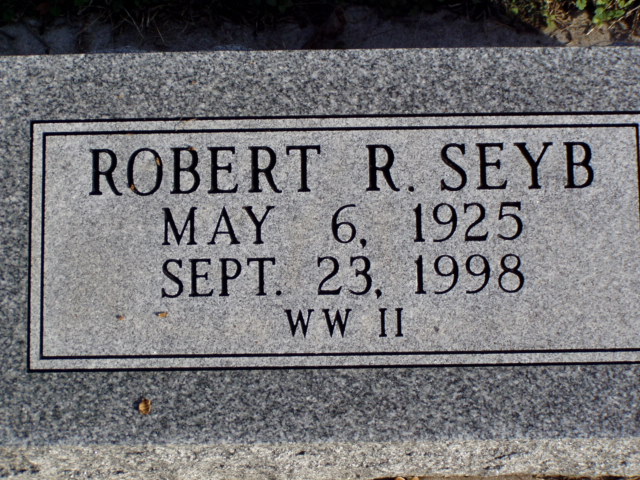 ROBERT R. SEYB
MAY 6, 1925
SEPT. 23, 1998
WW II